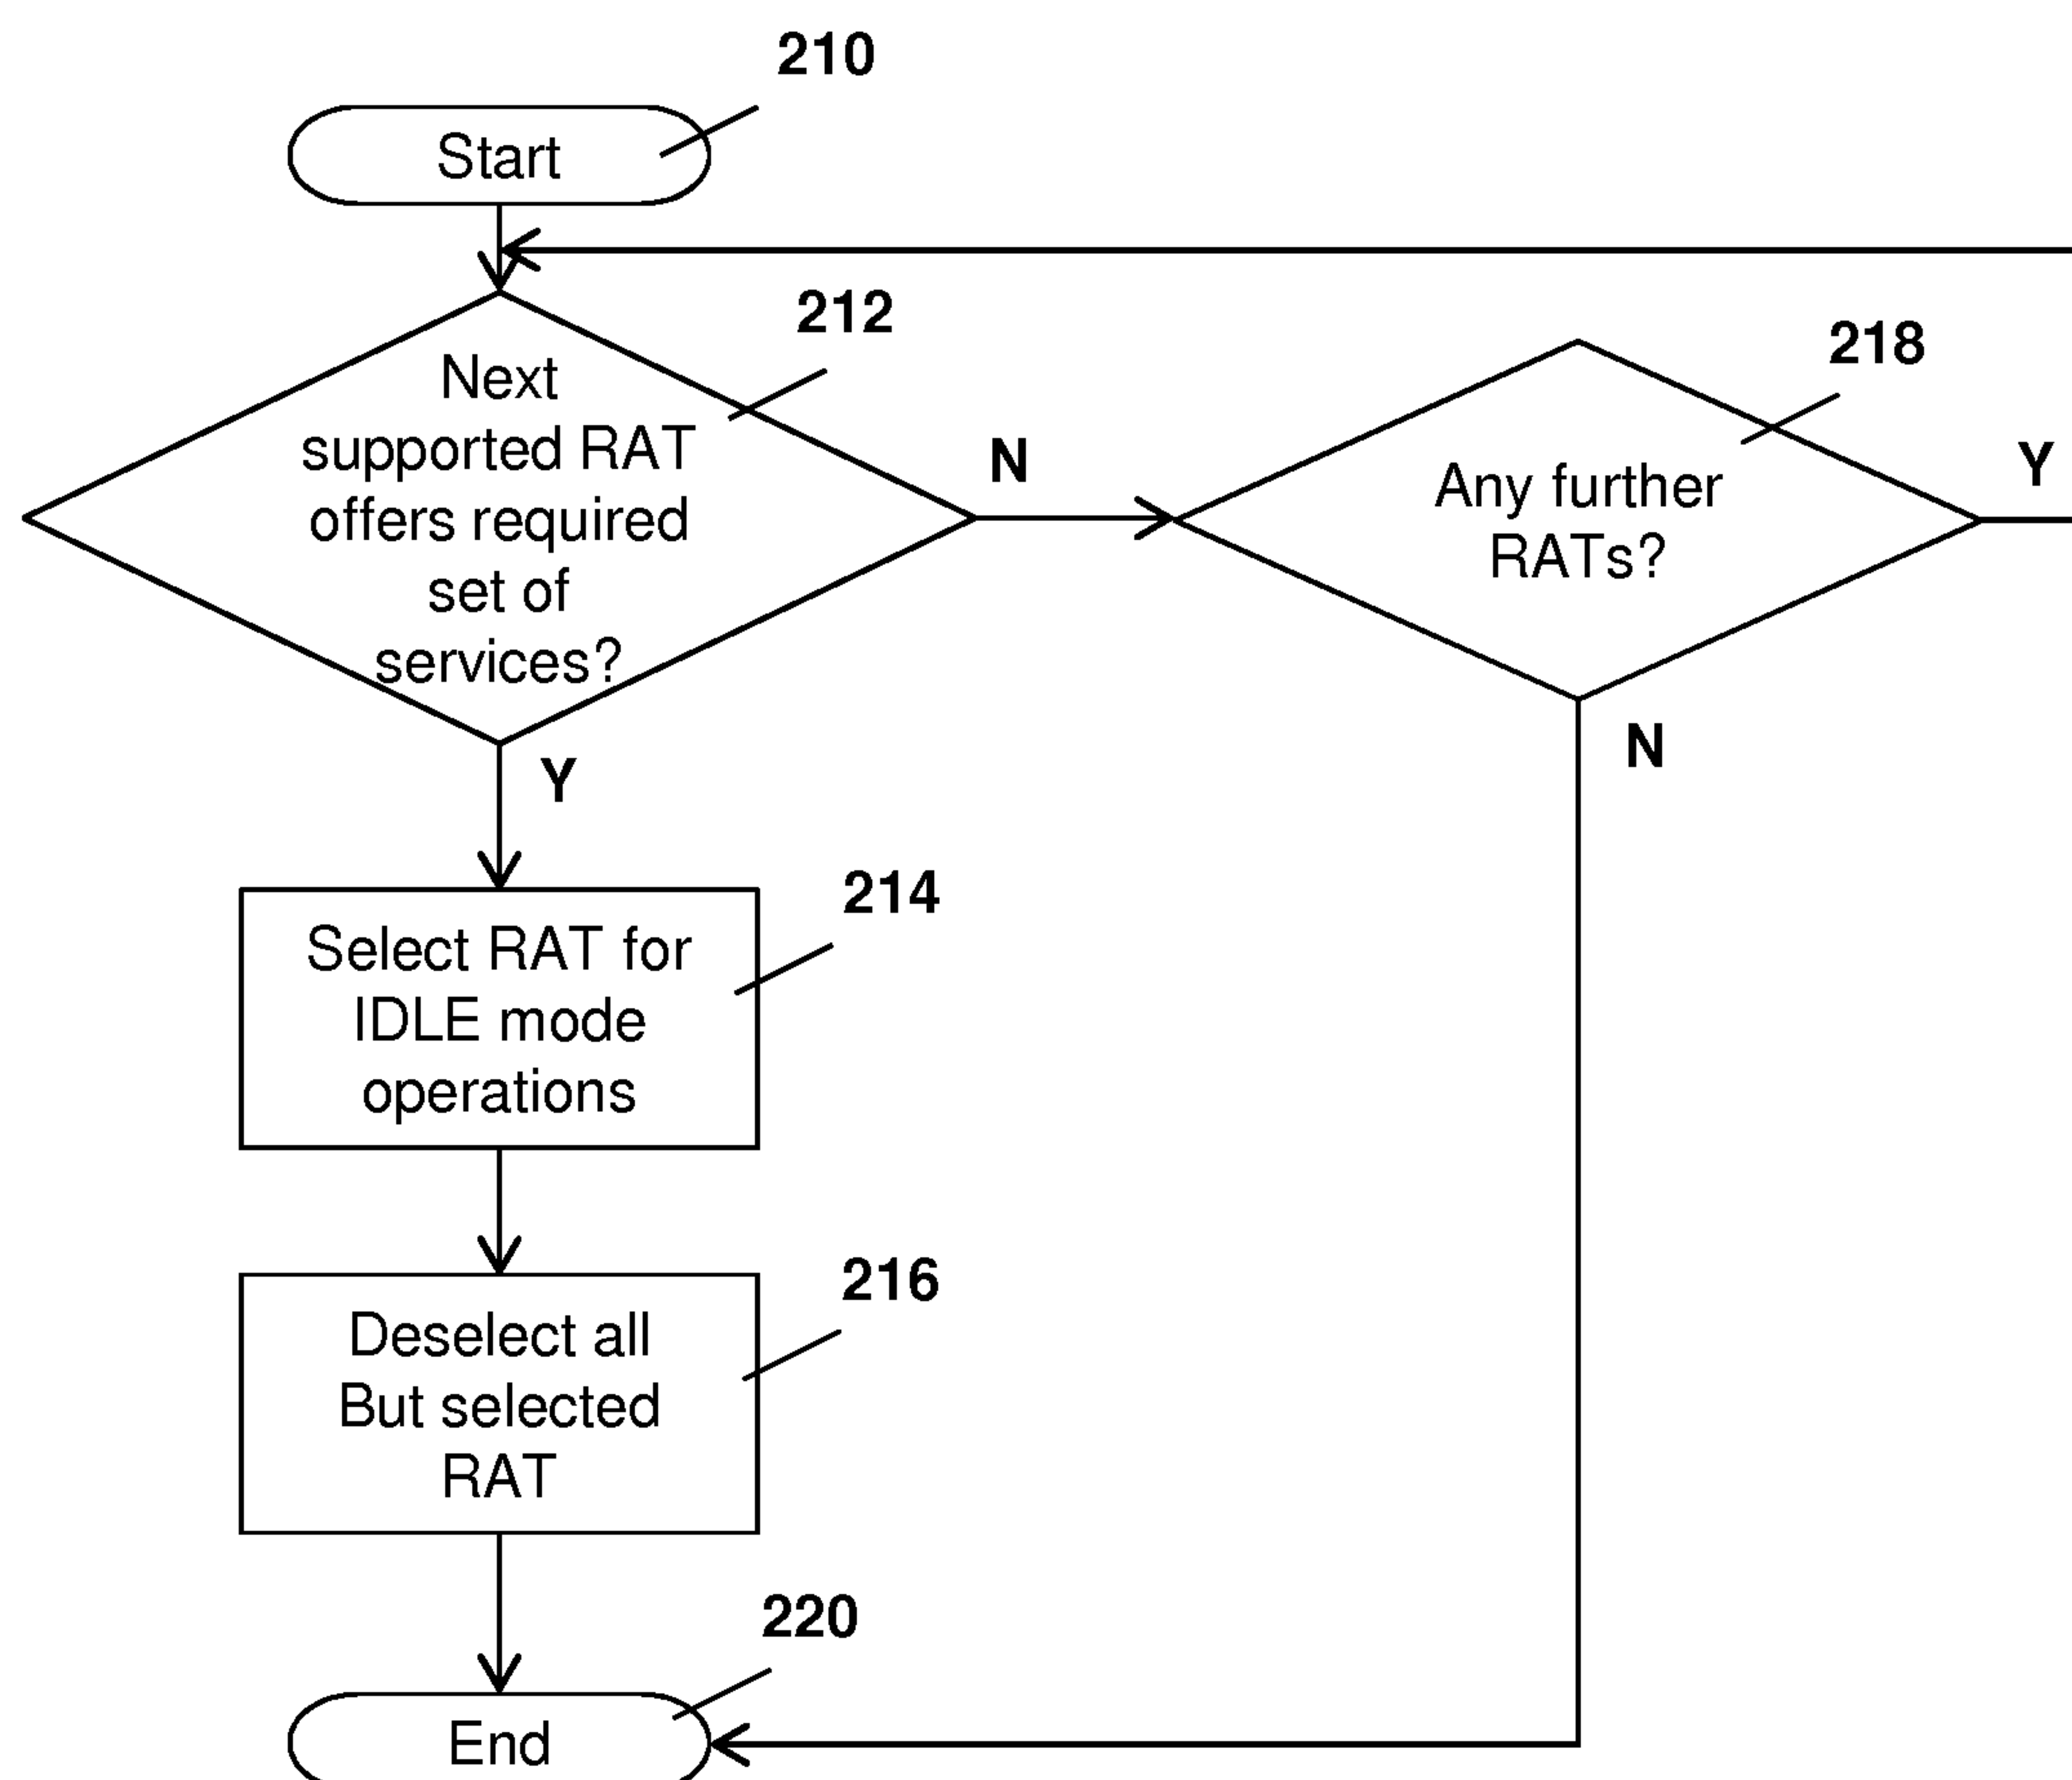 210
Start
212
Next
supported RAT
offers required
set of
services?
N
218
Any further
RATs?
Y
N
Y
214
Select RAT for
IDLE mode
operations
216
Deselect all
But selected
RAT
220
End